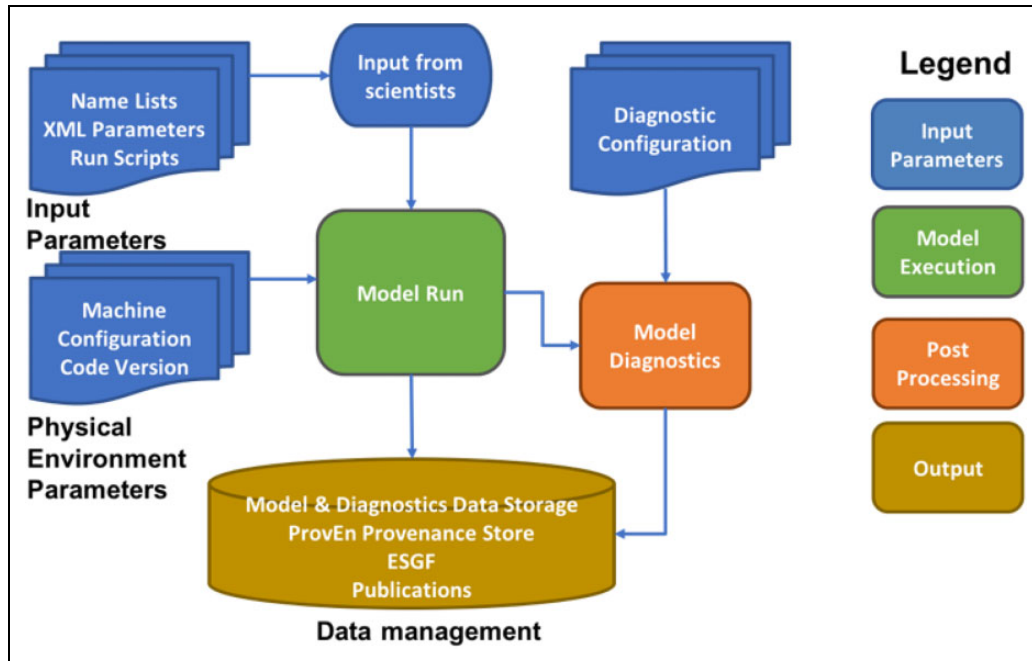 Name Lists
XML Parameters
Run Scripts
Input
Parameters
Input from
scientists
Diagnostic
Configuration
Machine
Configuration
Code Version
Physical
Environment
Parameters
Model Run
Model
Diagnostics
Model & Diagnostics Data Storage
ProvEn Provenance Store
ESGF
Publications
Data management
Legend
Input
Parameters
Model
Execution
Post
Processing
Output